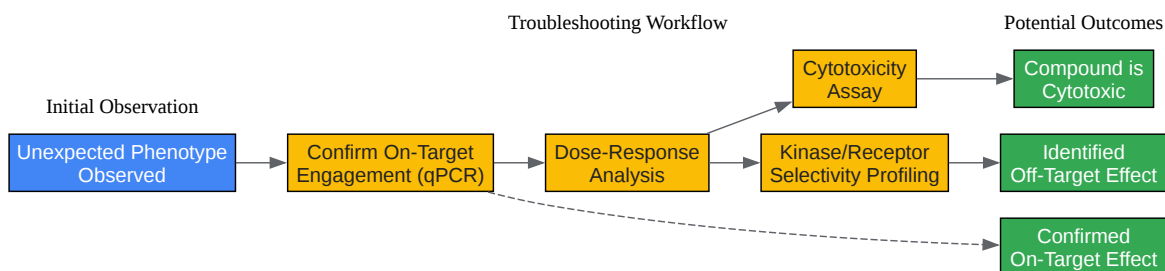 Troubleshooting Workflow
Potential Outcomes
Initial Observation
Unexpected Phenotype
Observed
Confirm On-Target
Engagement (qPCR)
Dose-Response
Analysis
Cytotoxicity
Assay
Kinase/Receptor
Selectivity Profiling
Compound is
Cytotoxic
Identified
Off-Target Effect
Confirmed
On-Target Effect